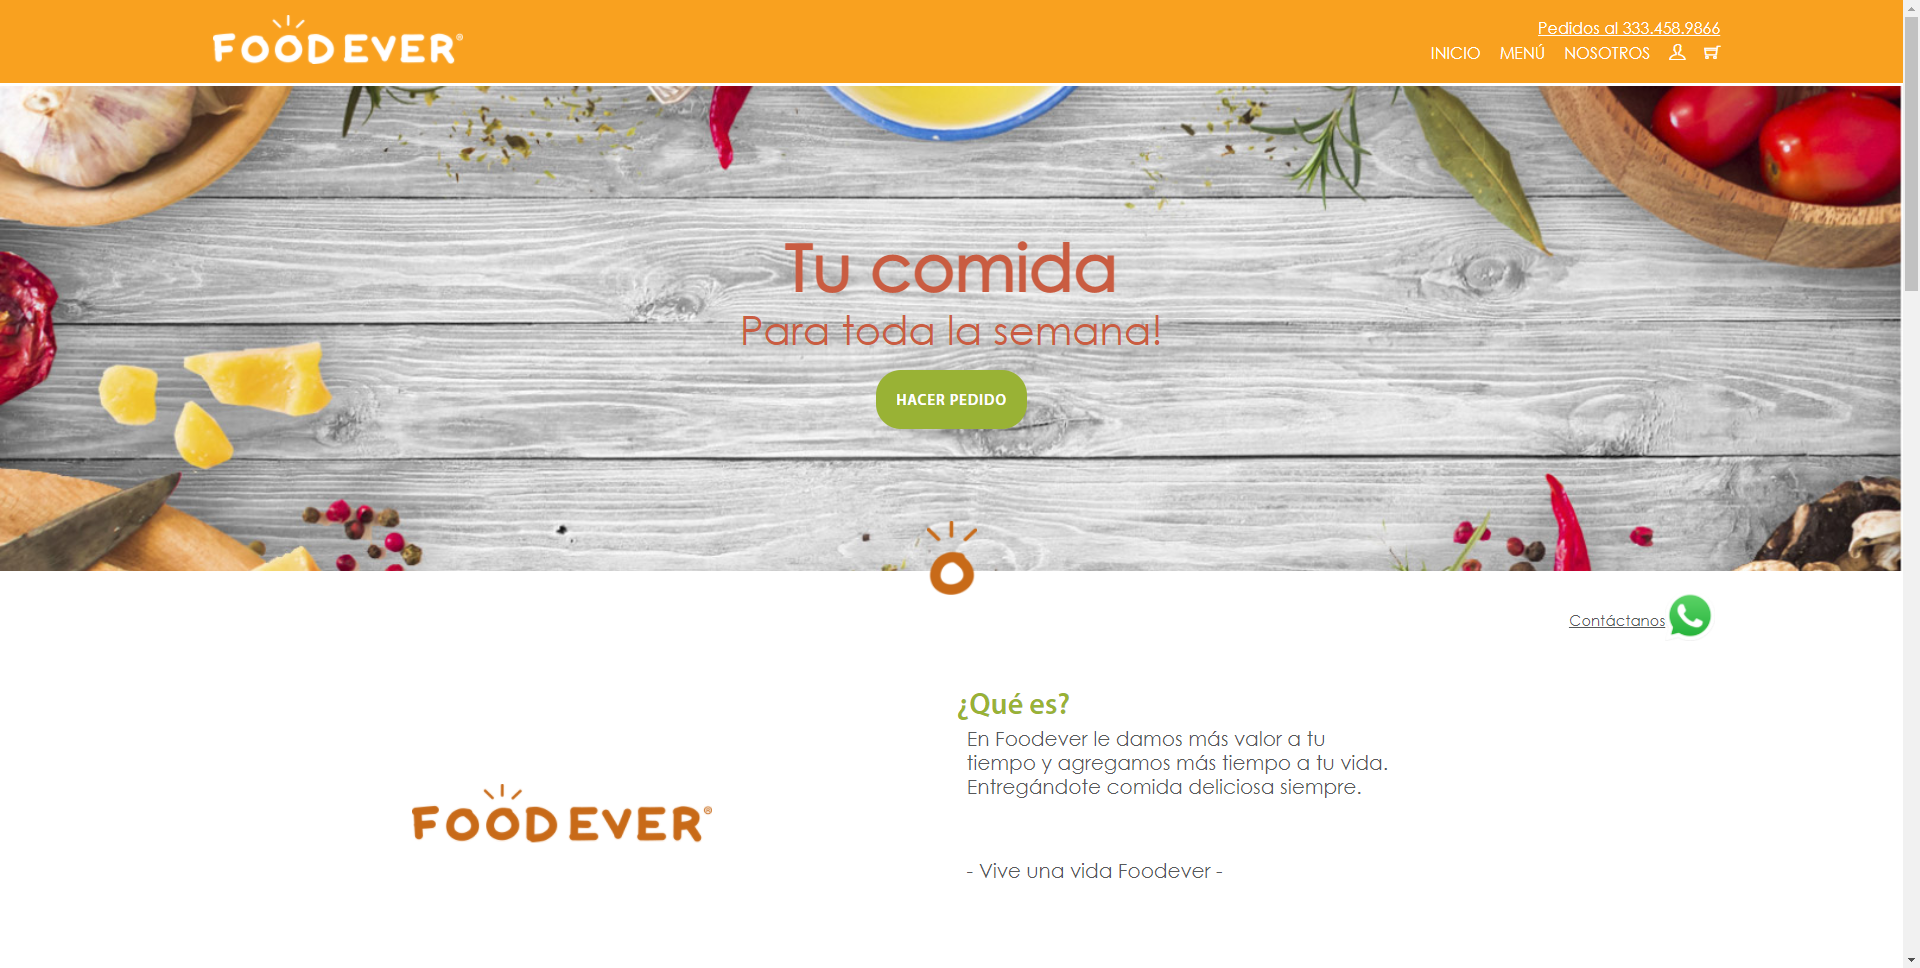 FOODEVER®
Pedidos al 333.458.9866
INICIO MENÚ NOSOTROS
Tu comida
Para toda la semana!
HACER PEDIDO
Contáctanos
¿Qué es?
En Foodever le damos más valor a tu
tiempo y agregamos más tiempo a tu vida.
Entregándote comida deliciosa siempre.
FOODEVER®
- Vive una vida Foodever -